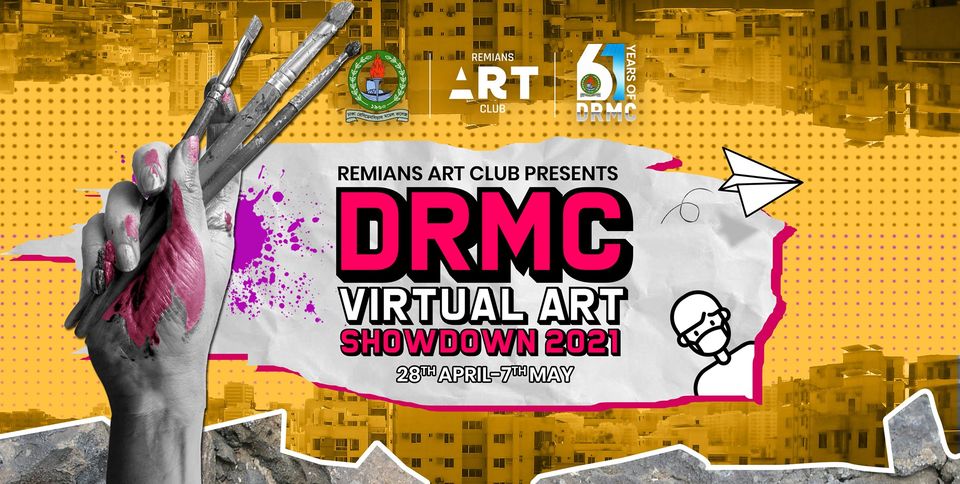 REMIANS
ART
CLUB
61
YEARS OF
DRMC
REMIANS ART CLUB PRESENTS
DRMC
VIRTUAL ART
SHOWDOWN 2021
28TH APRIL-7TH MAY